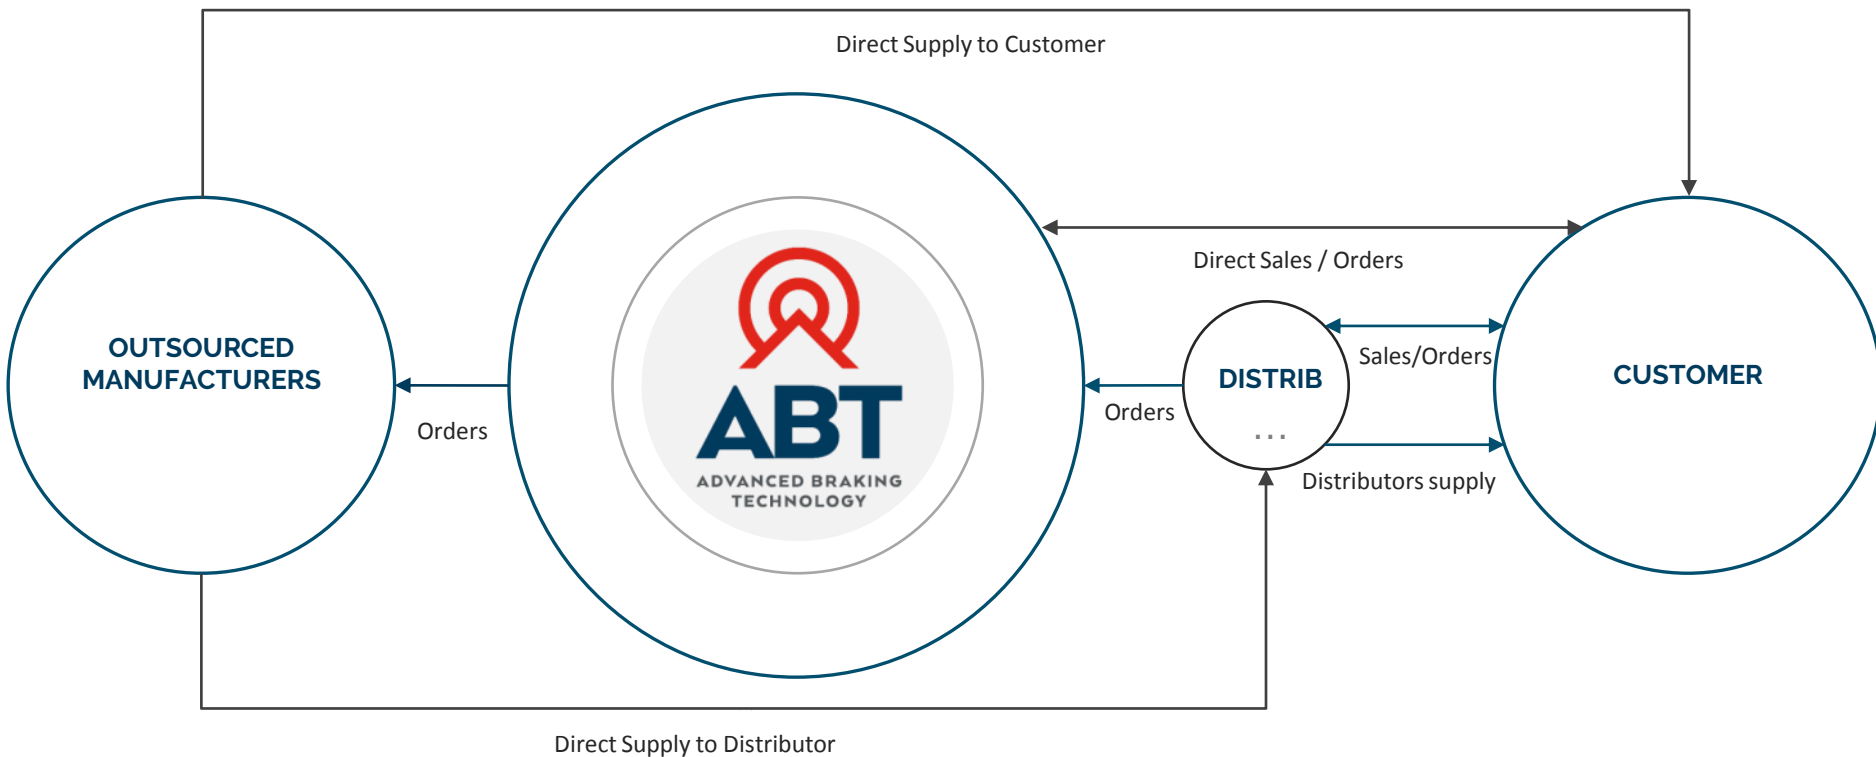 Direct Supply to Customer
Direct Sales / Orders
OUTSOURCED
MANUFACTURERS
Orders
ABT
ADVANCED BRAKING
TECHNOLOGY
Orders
DISTRIB
...
Sales/Orders
Distributors supply
CUSTOMER
Direct Supply to Distributor